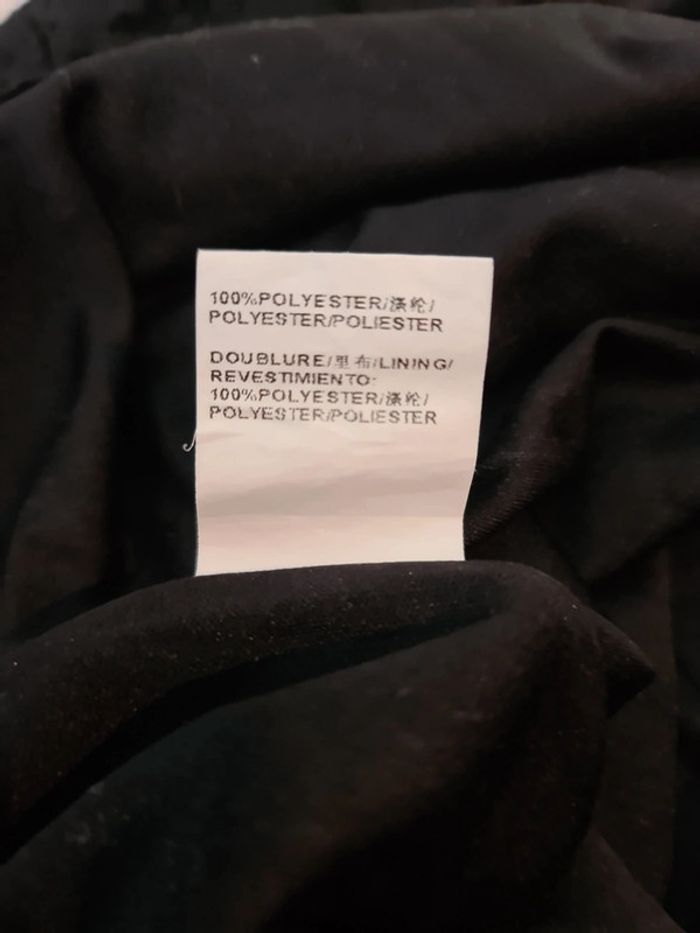 100%POLYESTER/涤纶/
POLYESTER/POLIESTER
DOUBLURE/里布/LINING/
REVESTIMIENTO:
100%POLYESTER/涤纶/
POLYESTER/POLIESTER